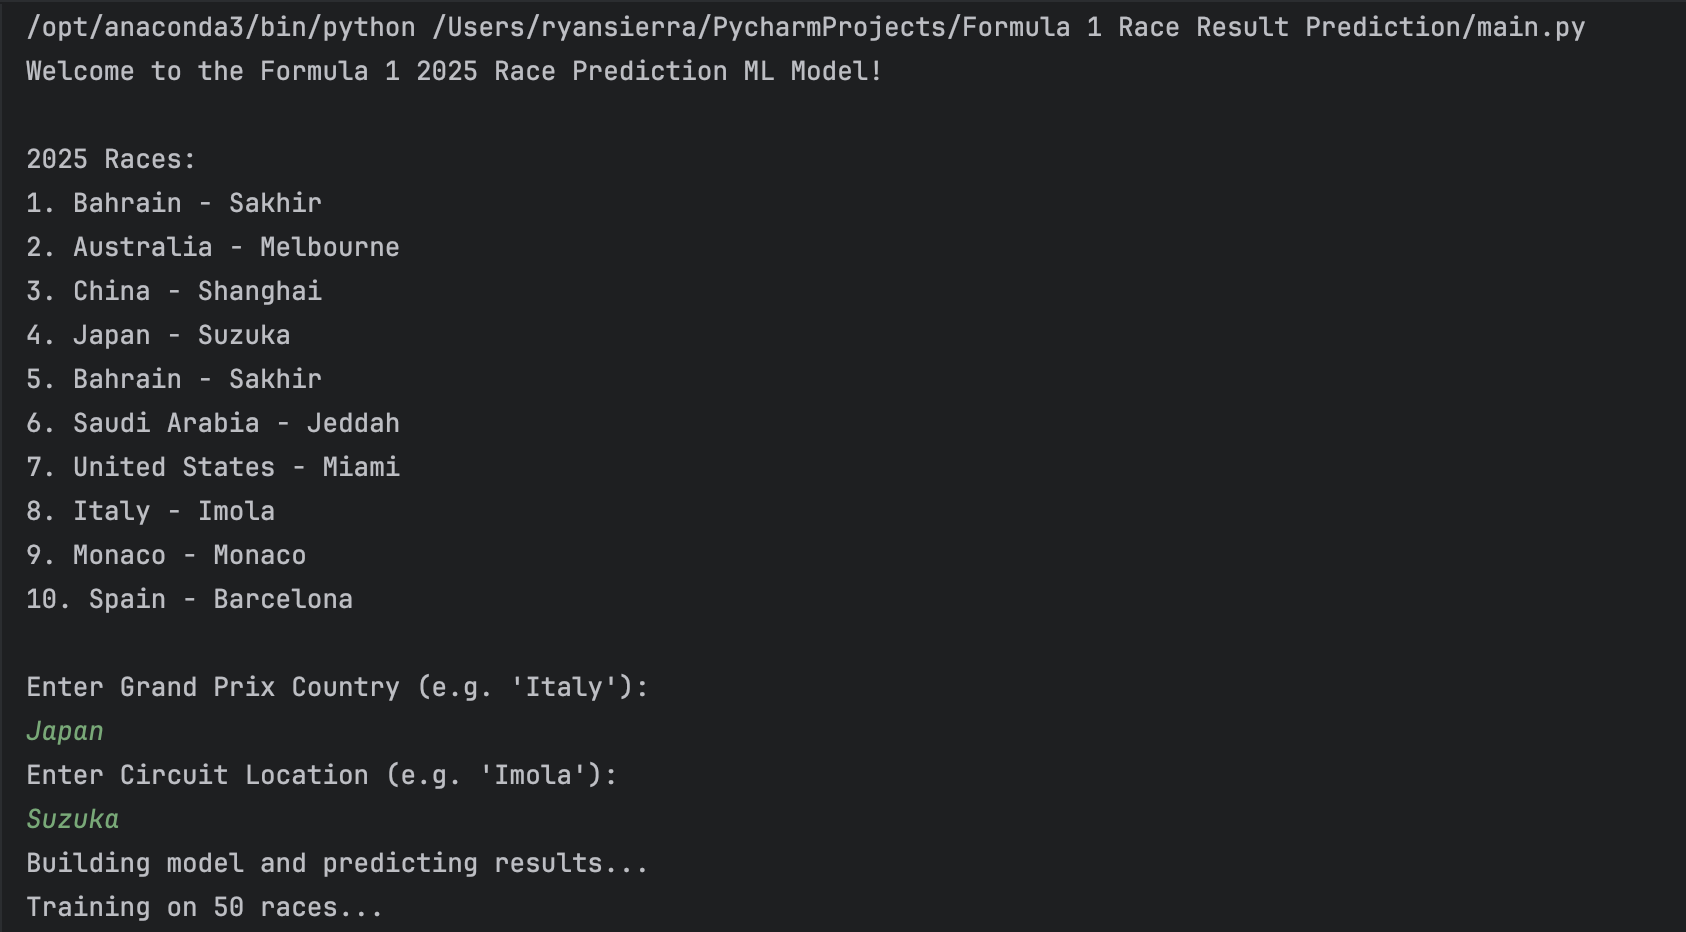 /opt/anaconda3/bin/python /Users/ryansierra/PycharmProjects/Formula 1 Race Result Prediction/main.py
Welcome to the Formula 1 2025 Race Prediction ML Model!
2025 Races:
1. Bahrain - Sakhir
2. Australia - Melbourne
3. China - Shanghai
4. Japan - Suzuka
5. Bahrain - Sakhir
6. Saudi Arabia - Jeddah
7. United States - Miami
8. Italy - Imola
9. Monaco - Monaco
10. Spain - Barcelona
Enter Grand Prix Country (e.g. 'Italy'):
Japan
Enter Circuit Location (e.g. 'Imola'):
Suzuka
Building model and predicting results...
Training on 50 races...